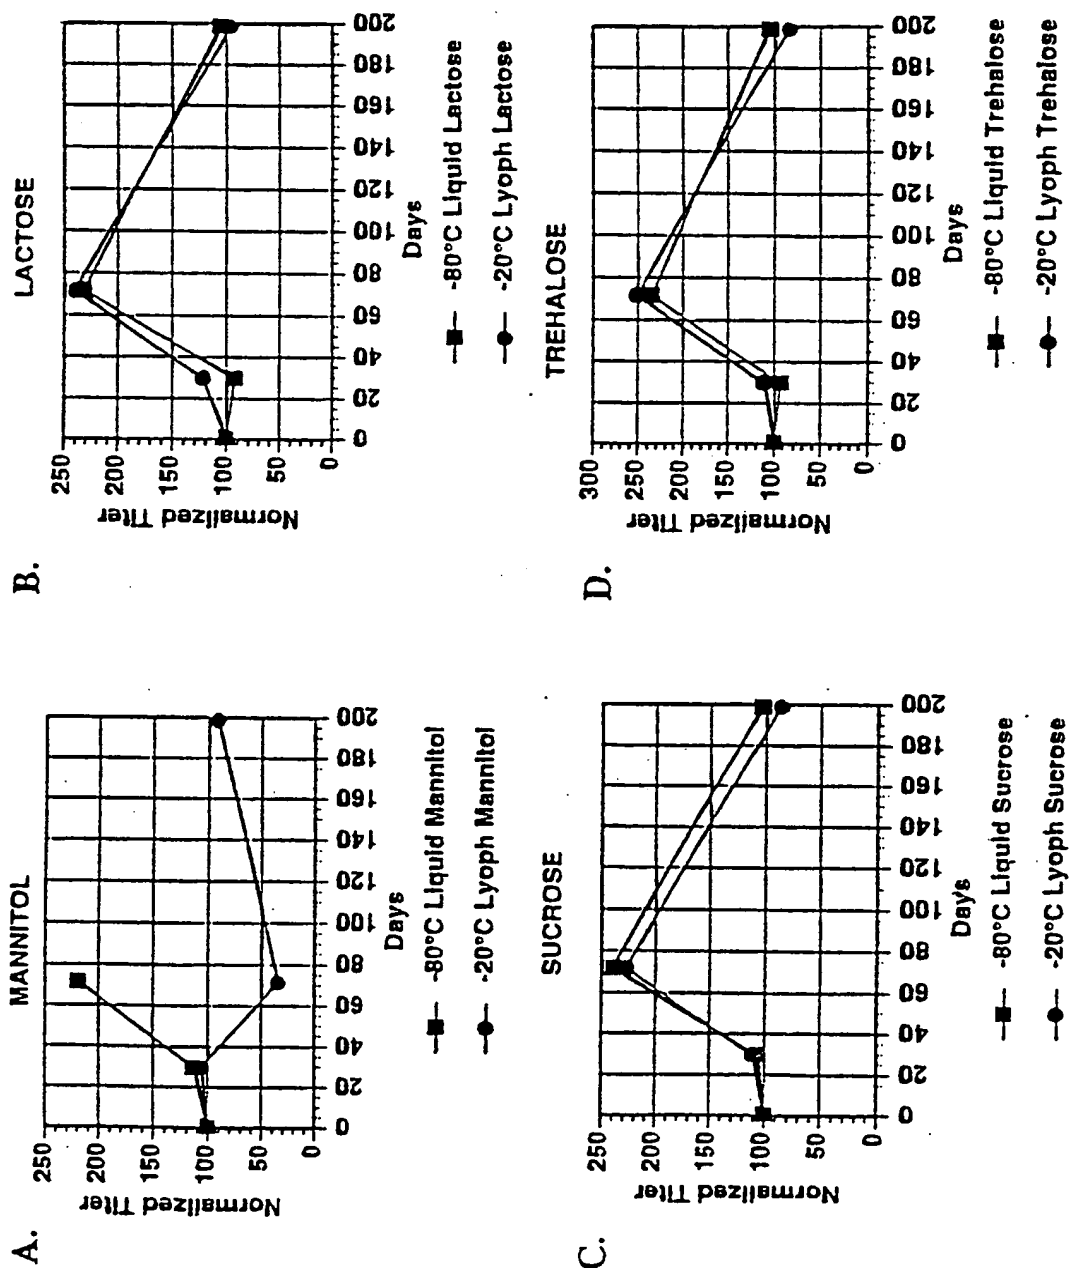 A.
MANNITOL
Normalized Titer
250
200
150
100
50
0
0
20
40
60
80
100
120
140
160
180
200
Days
-80°C Liquid Mannitol
-20°C Lyoph Mannitol
B.
LACTOSE
Normalized Titer
250
200
150
100
50
0
0
20
40
60
80
100
120
140
160
180
200
Days
-80°C Liquid Lactose
-20°C Lyoph Lactose
C.
SUCROSE
Normalized Titer
250
200
150
100
50
0
0
20
40
60
80
100
120
140
160
180
200
Days
-80°C Liquid Sucrose
-20°C Lyoph Sucrose
D.
TREHALOSE
Normalized Titer
300
250
200
150
100
50
0
0
20
40
60
80
100
120
140
160
180
200
Days
-80°C Liquid Trehalose
-20°C Lyoph Trehalose